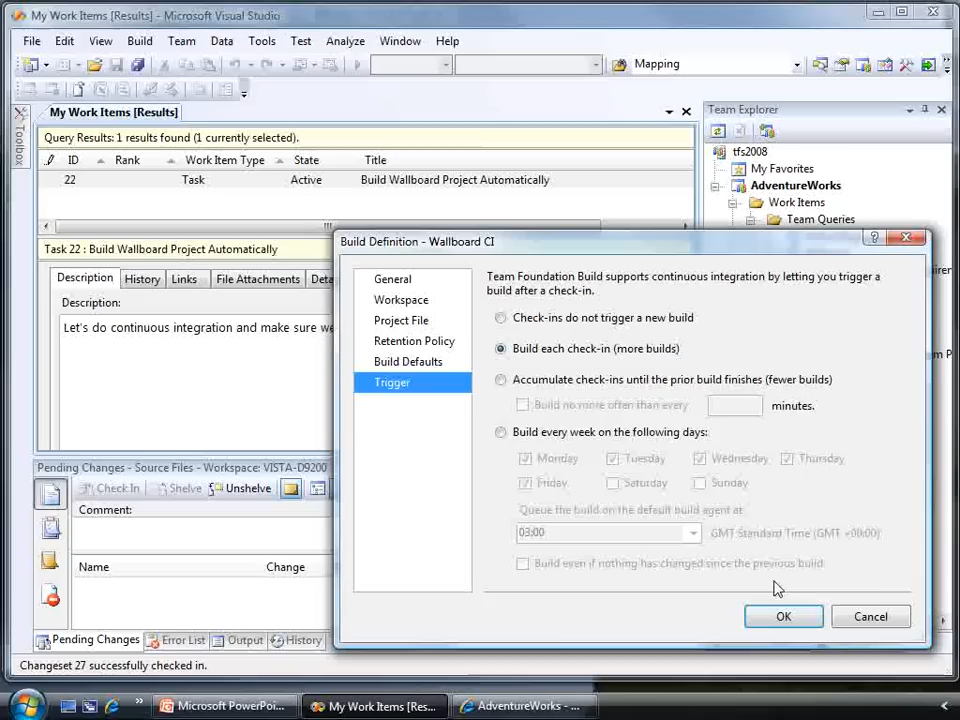 My Work Items [Results] - Microsoft Visual Studio
File Edit View Build Team Data Tools Test Analyze Window Help
Mapping
My Work Items [Results]
Toolbox
Query Results: 1 results found (1 currently selected).
ID Rank Work Item Type State Title
22 Task Active Build Wallboard Project Automatically
Team Explorer
tfs2008
My Favorites
AdventureWorks
Work Items
Team Queries
Task 22 : Build Wallboard Project Automatically
Description History Links File Attachments
Description:
Let's do continuous integration and make sure we
Build Definition - Wallboard CI
General
Workspace
Project File
Retention Policy
Build Defaults
Trigger
Team Foundation Build supports continuous integration by letting you trigger a
build after a check-in.
Check-ins do not trigger a new build
Build each check-in (more builds)
Accumulate check-ins until the prior build finishes (fewer builds)
Build no more often than every minutes.
Build every week on the following days:
Monday Tuesday Wednesday Thursday
Friday Saturday Sunday
Queue the build on the default build agent at:
03:00 GMT Standard Time (GMT +00:00)
Build even if nothing has changed since the previous build
OK Cancel
Pending Changes - Source Files - Workspace: VISTA-D9200
Check In Shelve Unshelve
Comment:
Name Change
Pending Changes Error List Output History
Changeset 27 successfully checked in.
Microsoft PowerPoi... My Work Items [Res... AdventureWorks - ...